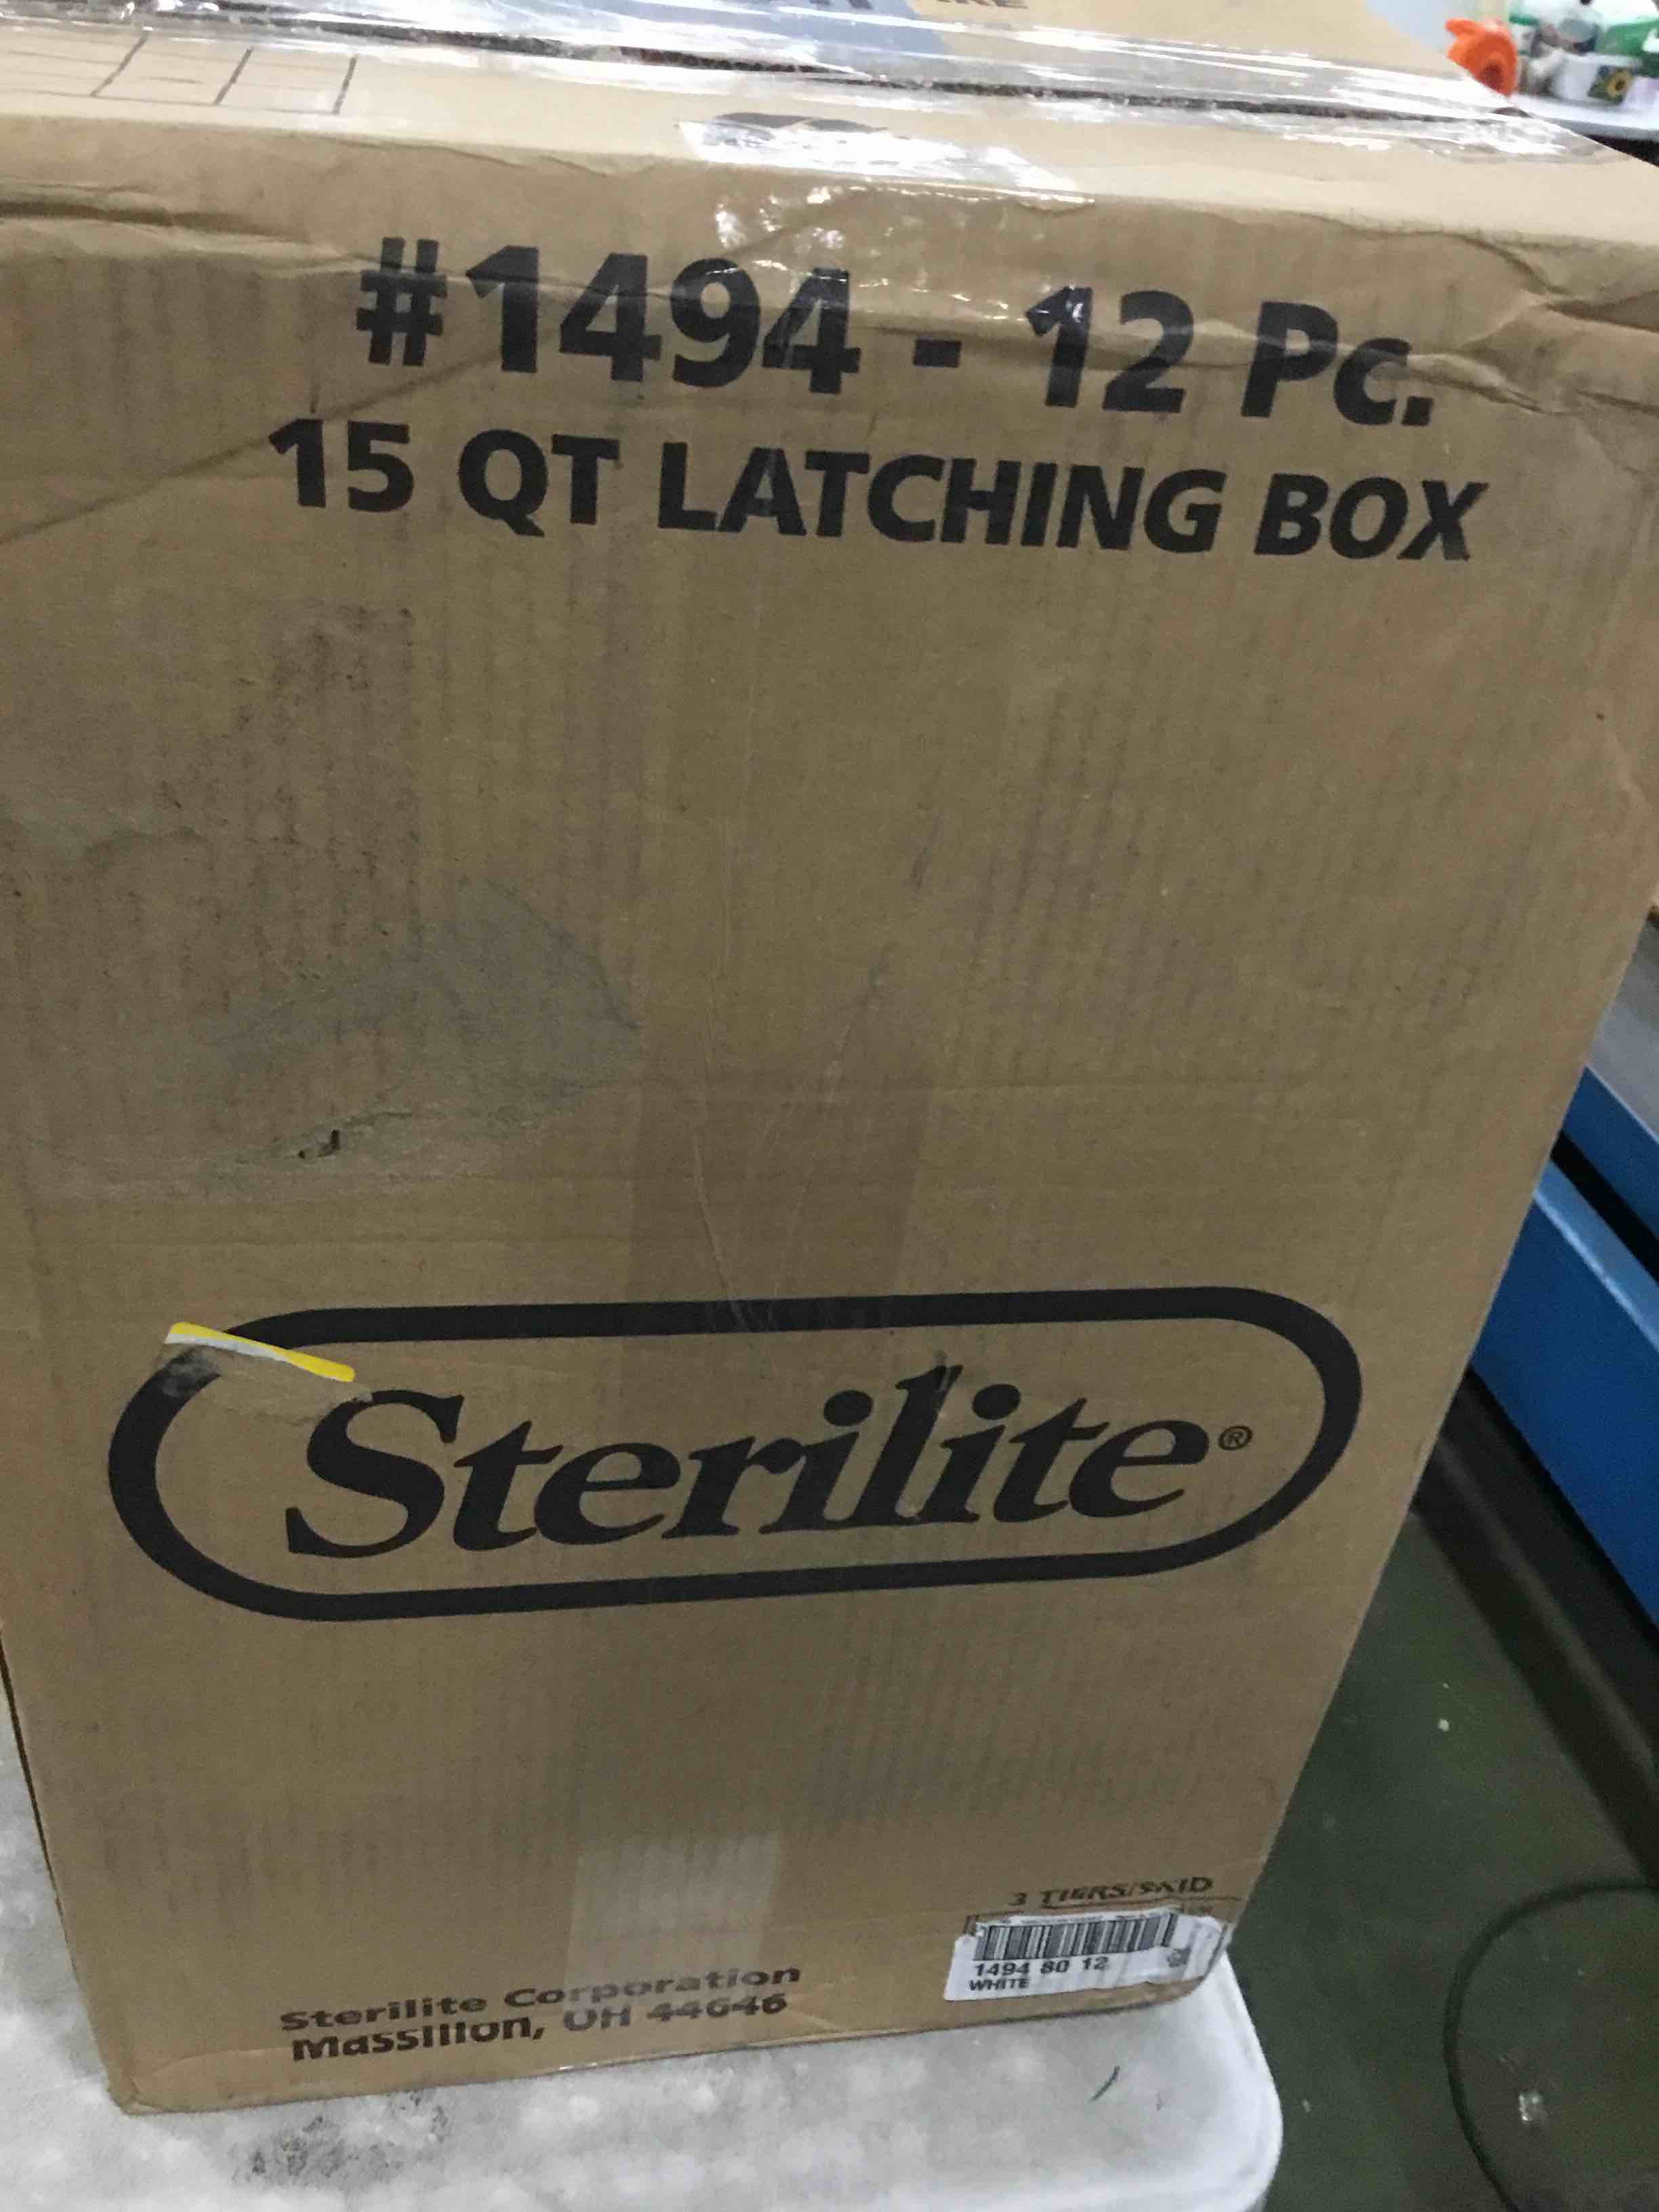 #1494 - 12 Pc.
15 QT LATCHING BOX
Sterilite®
3 TIERS/SKID
1494 80 12
WHITE
Sterilite Corporation
Massillon, OH 44646